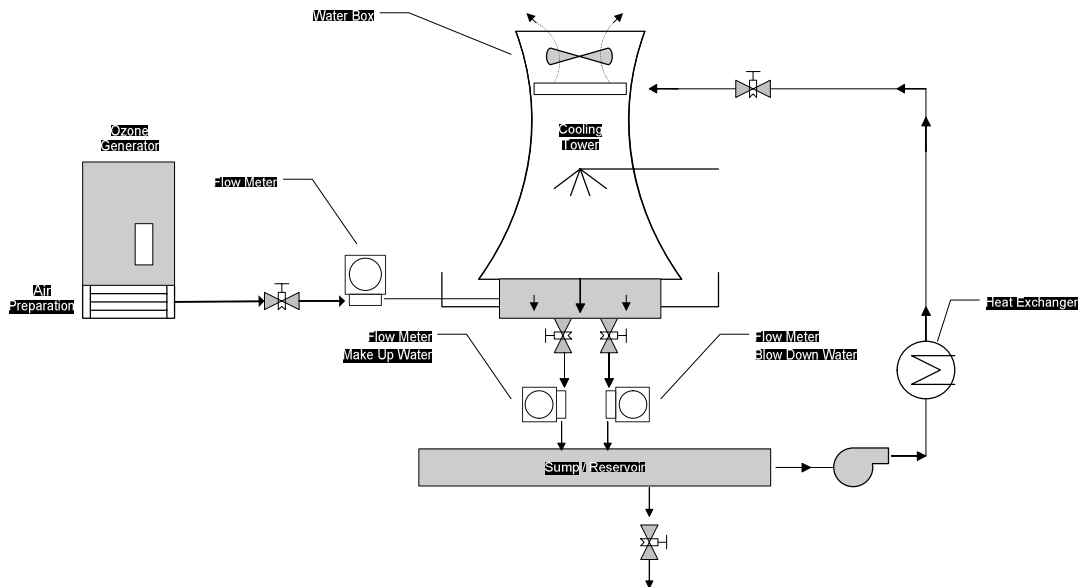 Water Box
Ozone
Generator
Cooling
Tower
Flow Meter
Air
Preparation
Heat Exchanger
Flow Meter
Make Up Water
Flow Meter
Blow Down Water
Sump / Reservoir